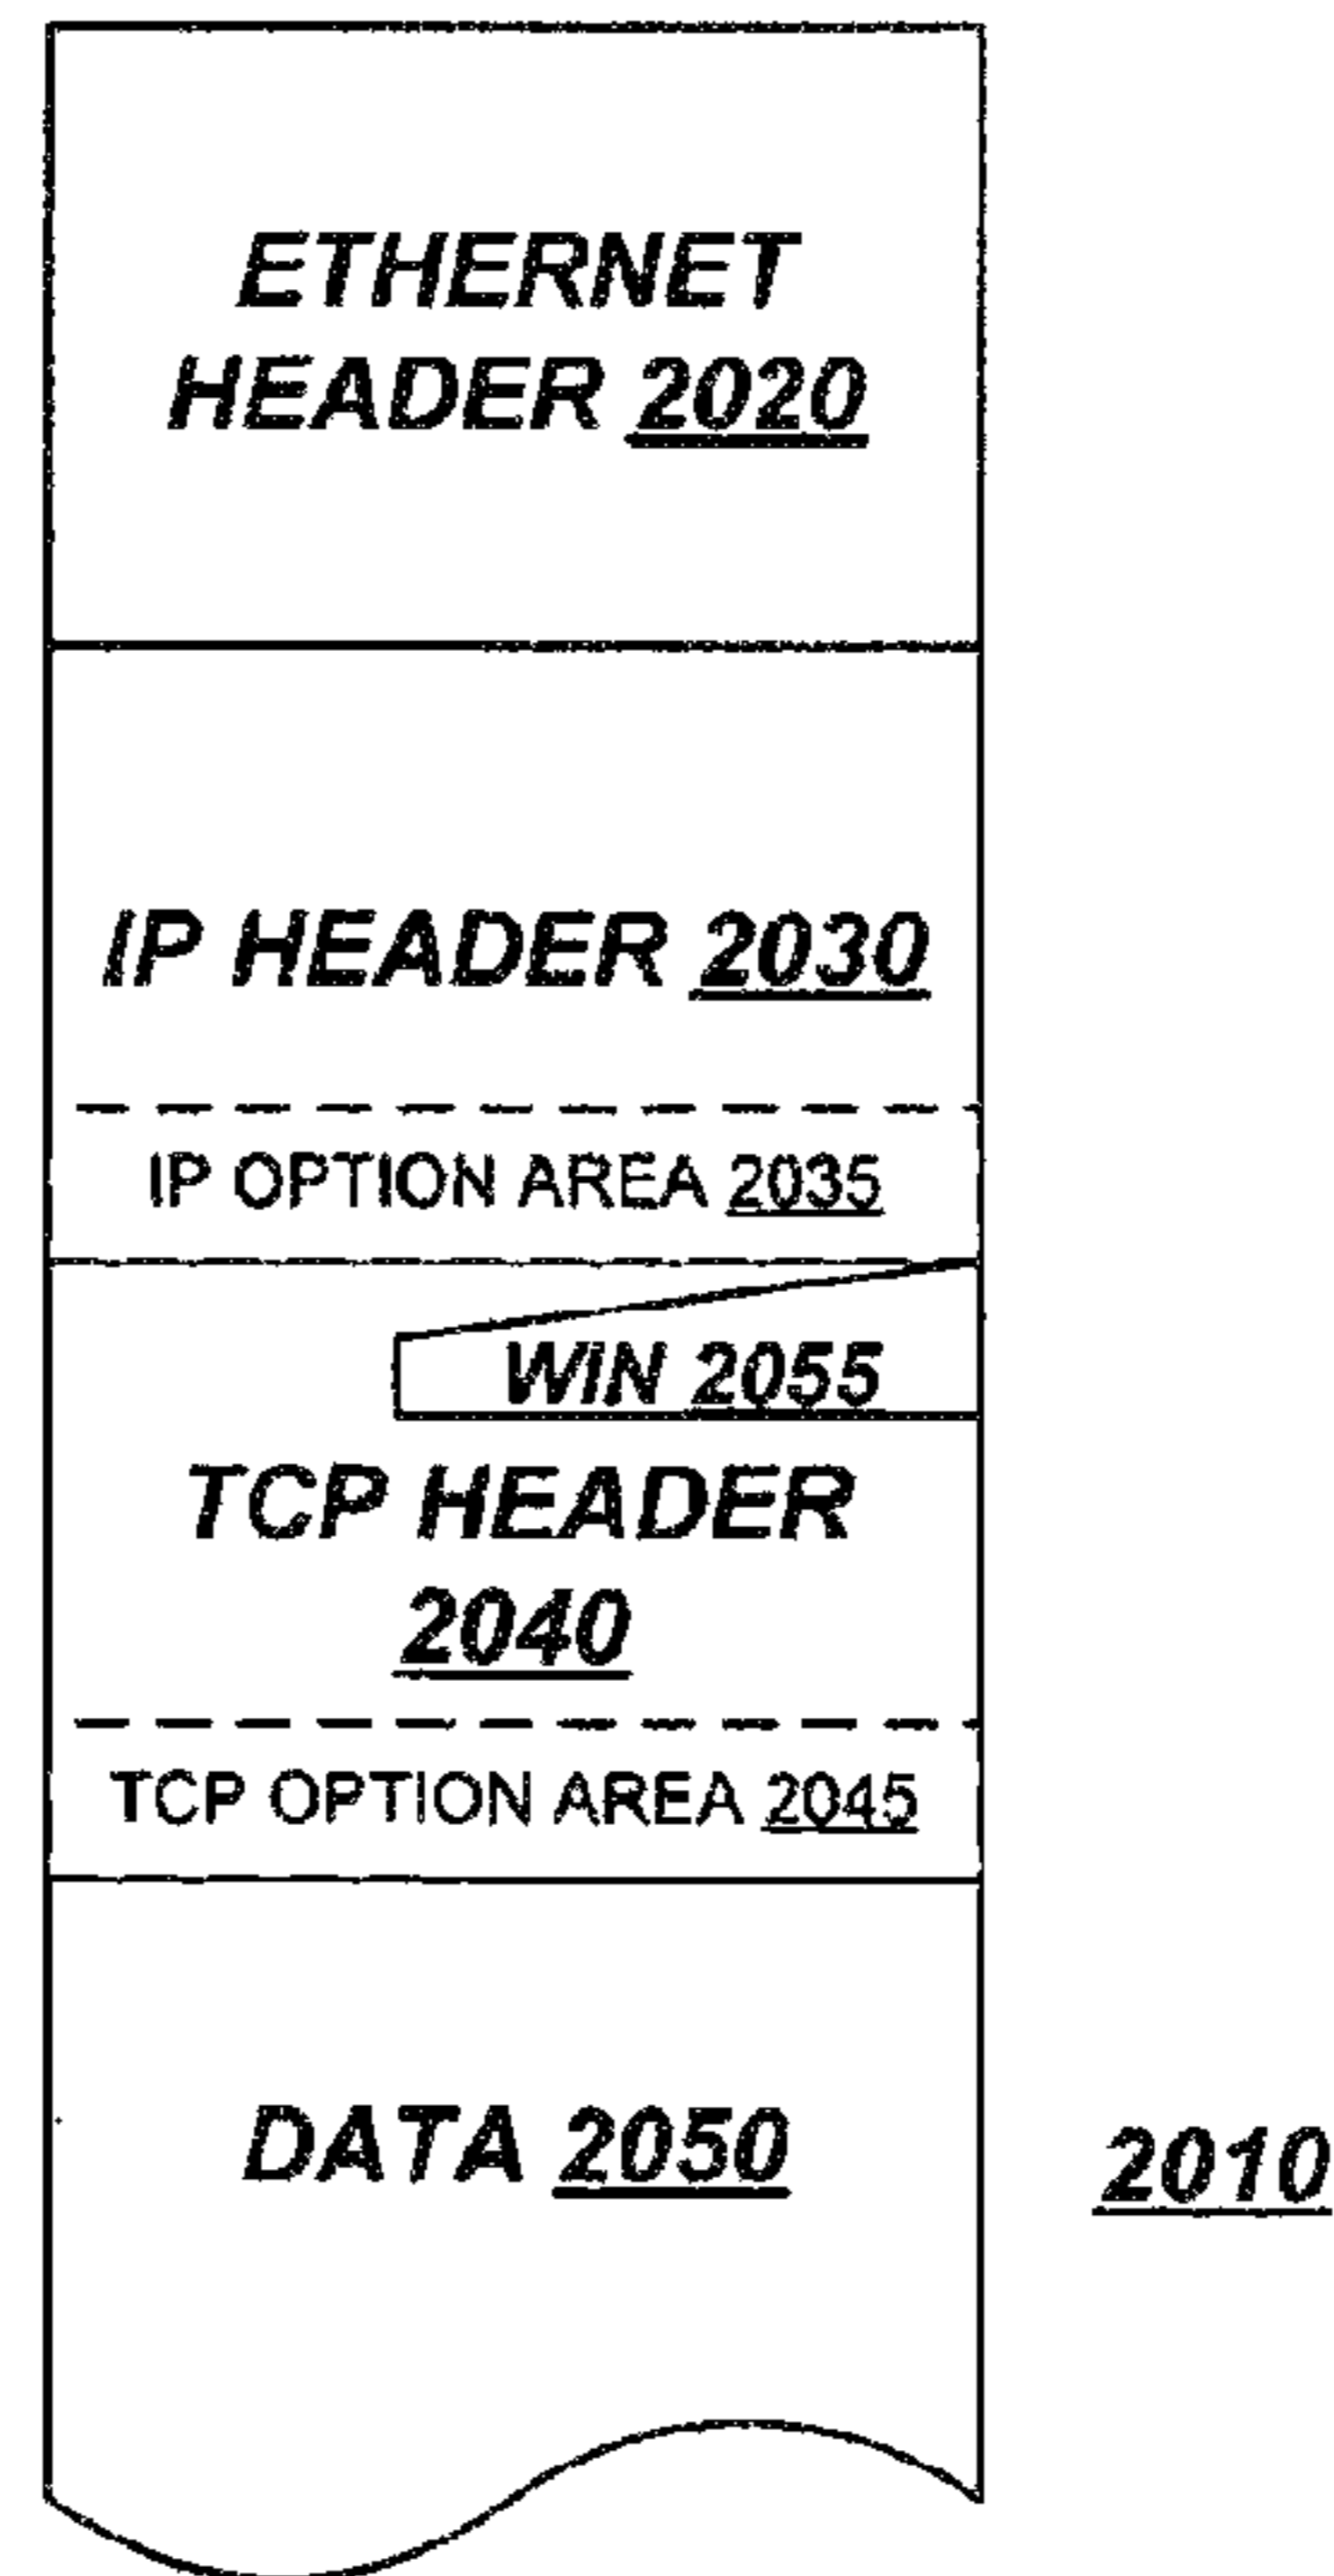 ETHERNET
HEADER 2020
IP HEADER 2030
IP OPTION AREA 2035
WIN 2055
TCP HEADER
2040
TCP OPTION AREA 2045
DATA 2050
2010